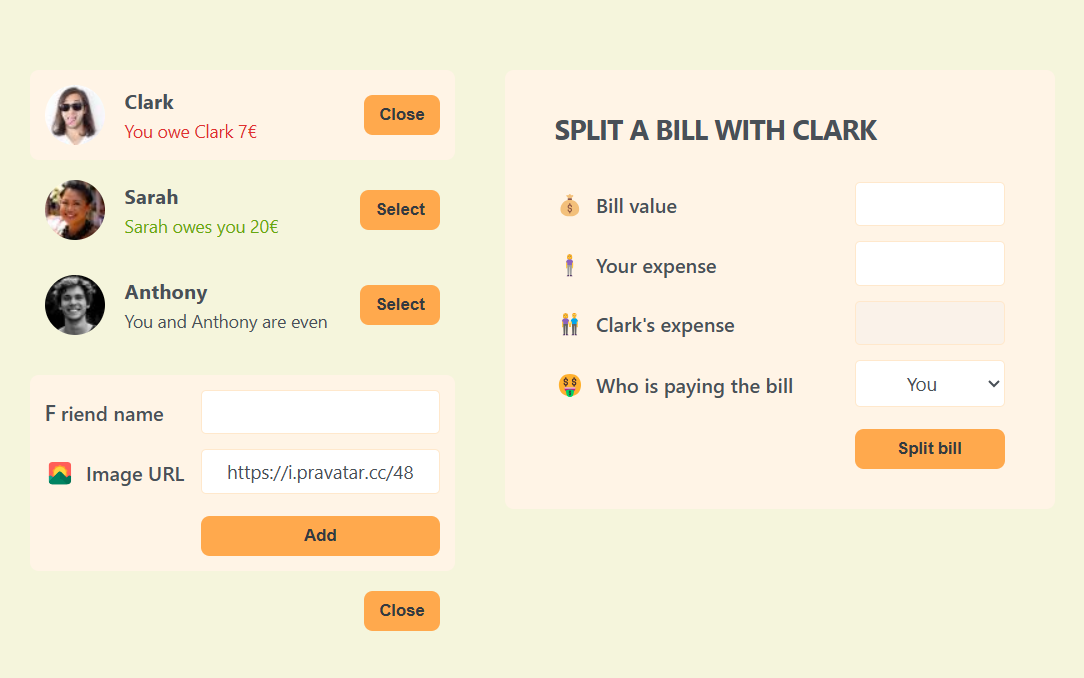 Clark
You owe Clark 7€
Close
Sarah
Sarah owes you 20€
Select
Anthony
You and Anthony are even
Select
F riend name
Image URL
https://i.pravatar.cc/48
Add
Close
SPLIT A BILL WITH CLARK
💰 Bill value
🧍‍♀️ Your expense
👫 Clark's expense
🤑 Who is paying the bill
You
Split bill